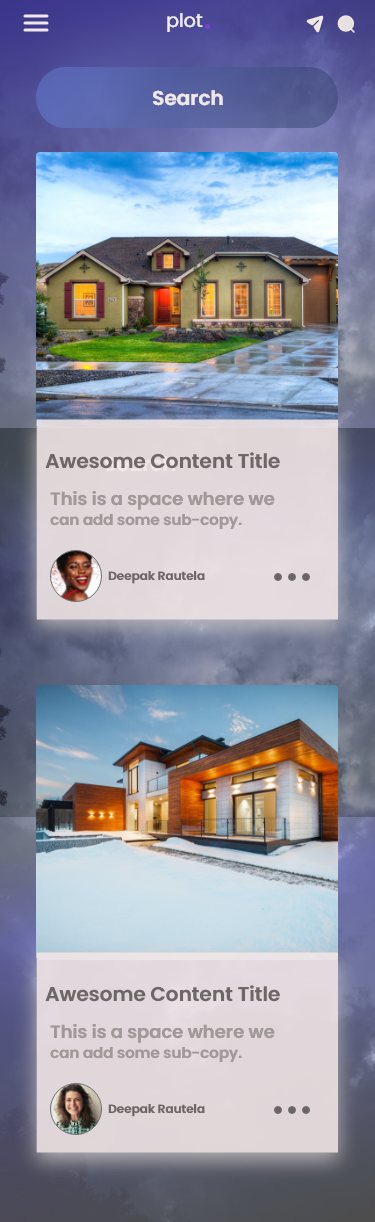 plot.
Search
Awesome Content Title
This is a space where we
can add some sub-copy.
Deepak Rautela
Awesome Content Title
This is a space where we
can add some sub-copy.
Deepak Rautela